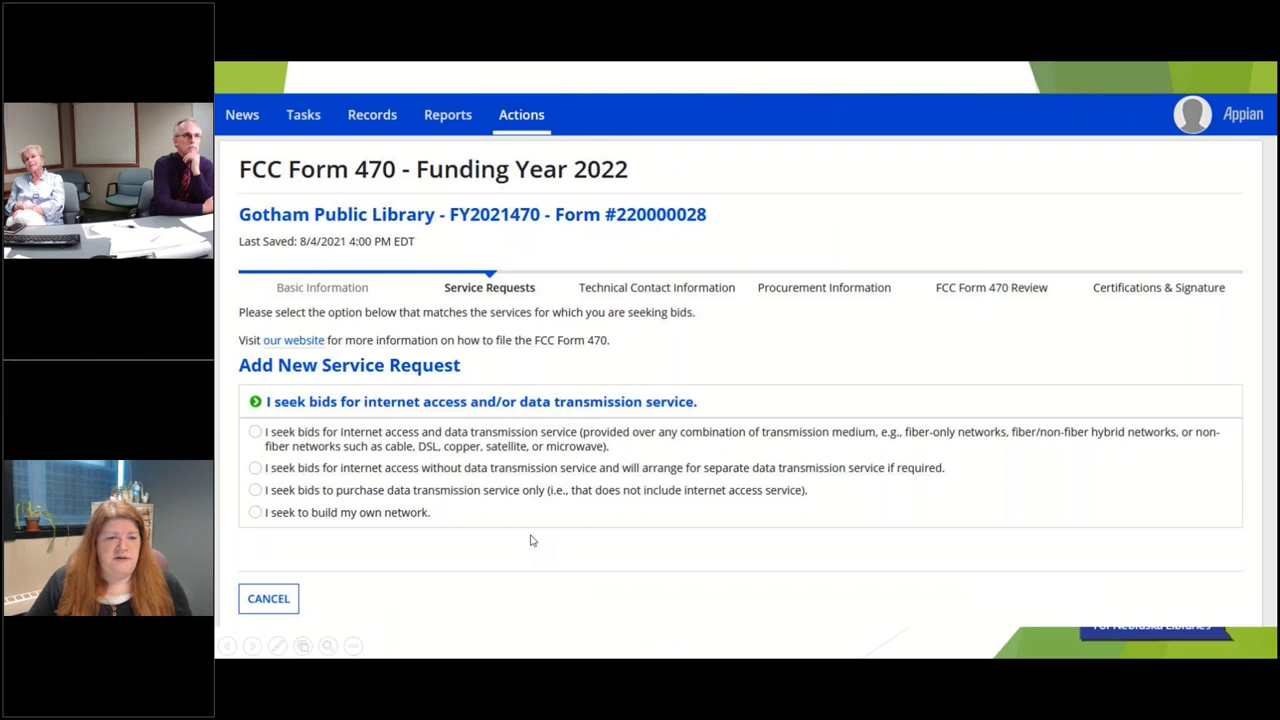 News Tasks Records Reports Actions Appian
FCC Form 470 - Funding Year 2022
Gotham Public Library - FY2021470 - Form #220000028
Last Saved: 8/4/2021 4:00 PM EDT
Basic Information Service Requests Technical Contact Information Procurement Information FCC Form 470 Review Certifications & Signature
Please select the option below that matches the services for which you are seeking bids.
Visit our website for more information on how to file the FCC Form 470.
Add New Service Request
I seek bids for internet access and/or data transmission service.
I seek bids for Internet access and data transmission service (provided over any combination of transmission medium, e.g., fiber-only networks, fiber/non-fiber hybrid networks, or non-
fiber networks such as cable, DSL, copper, satellite, or microwave).
I seek bids for internet access without data transmission service and will arrange for separate data transmission service if required.
I seek bids to purchase data transmission service only (i.e., that does not include internet access service).
I seek to build my own network.
CANCEL
for Nebraska Libraries